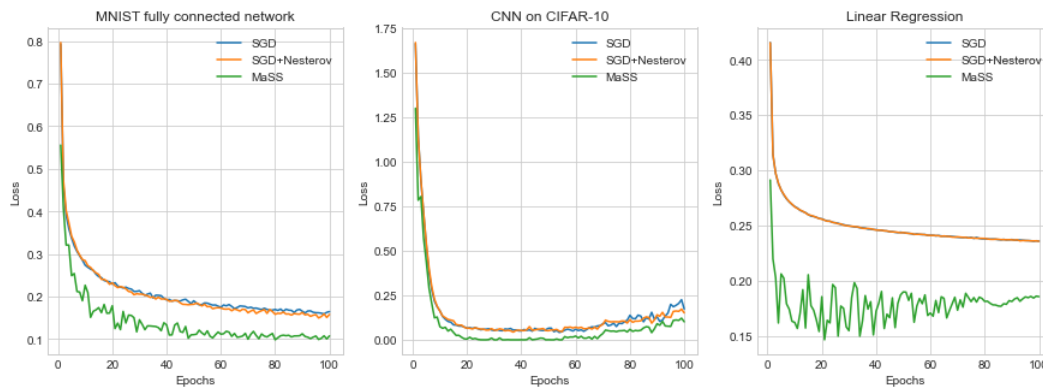 MNIST fully connected network
Loss
0.8
0.7
0.6
0.5
0.4
0.3
0.2
0.1
0 20 40 60 80 100
Epochs
SGD
SGD+Nesterov
MaSS
CNN on CIFAR-10
Loss
1.75
1.50
1.25
1.00
0.75
0.50
0.25
0.00
0 20 40 60 80 100
Epochs
SGD
SGD+Nesterov
MaSS
Linear Regression
Loss
0.40
0.35
0.30
0.25
0.20
0.15
0 20 40 60 80 100
Epochs
SGD
SGD+Nesterov
MaSS